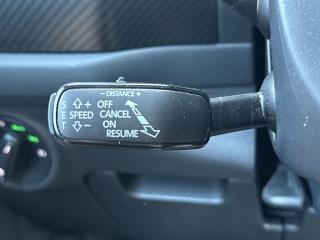 − DISTANCE +
S ⇧+ OFF
E SPEED CANCEL
T ⇩− ON
RESUME